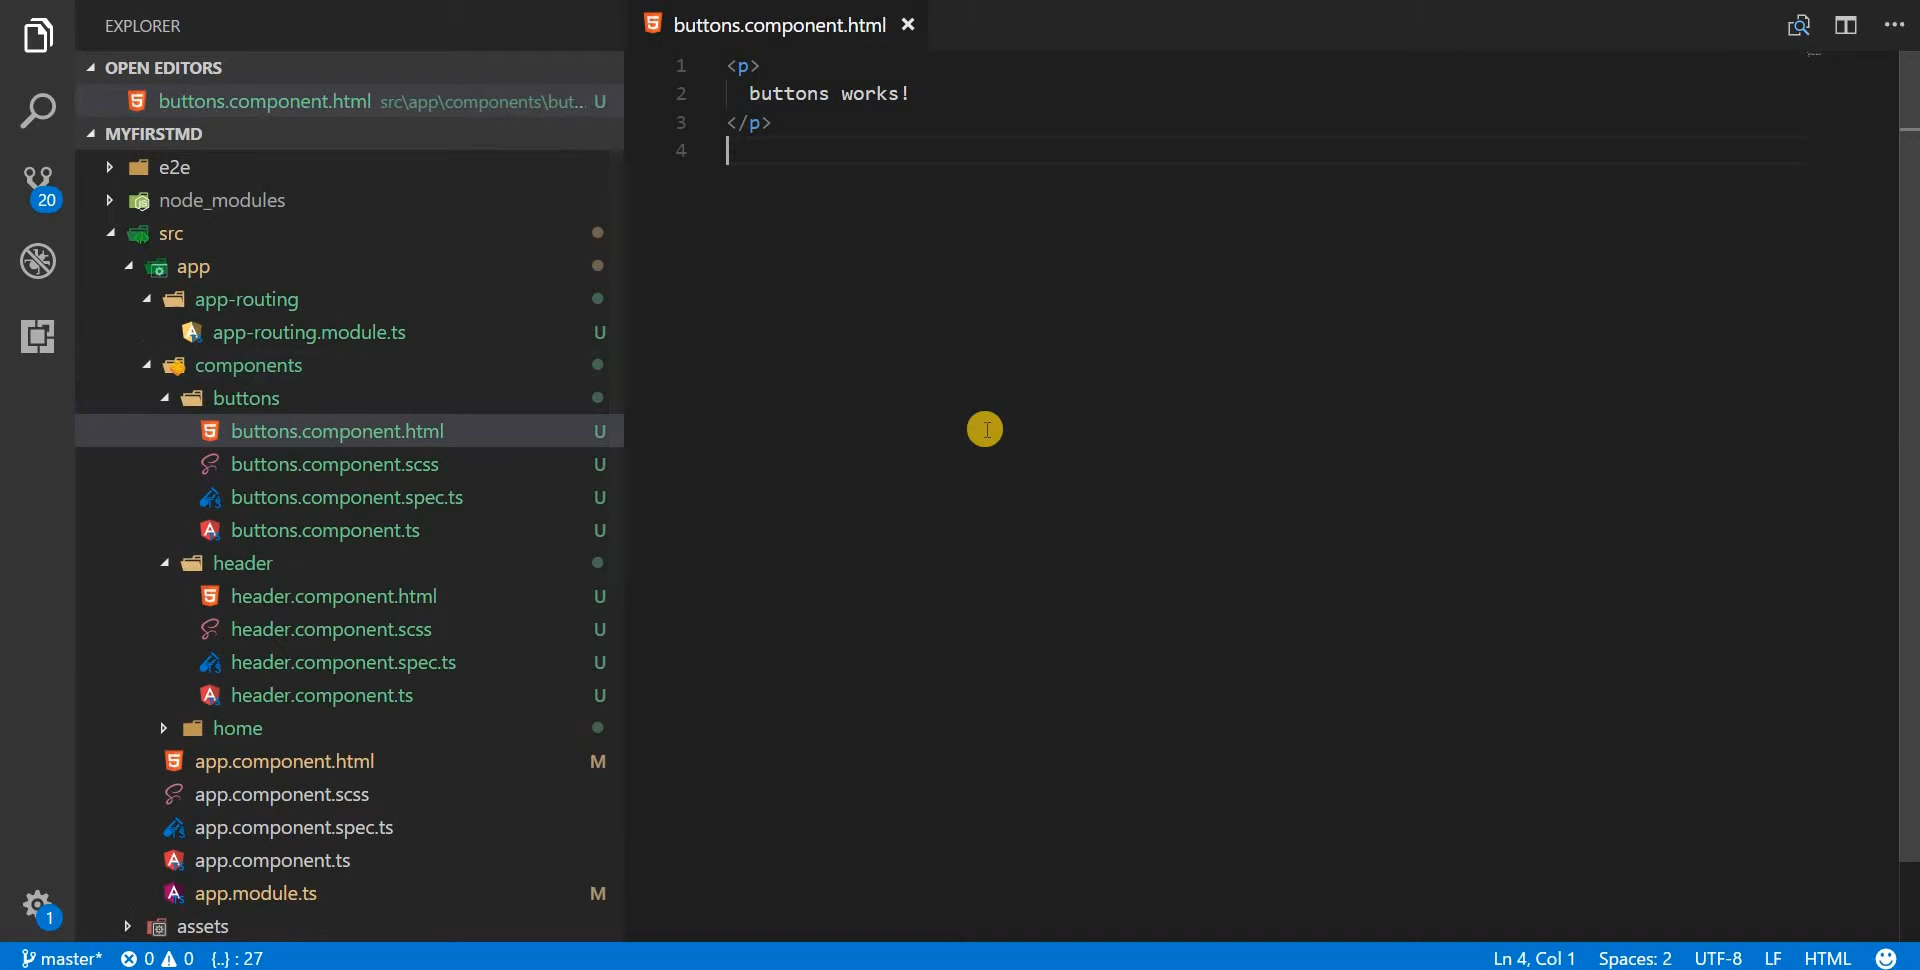 EXPLORER
OPEN EDITORS
buttons.component.html src\app\components\but... U
MYFIRSTMD
e2e
node_modules
src
app
app-routing
app-routing.module.ts U
components
buttons
buttons.component.html U
buttons.component.scss U
buttons.component.spec.ts U
buttons.component.ts U
header
header.component.html U
header.component.scss U
header.component.spec.ts U
header.component.ts U
home
app.component.html M
app.component.scss
app.component.spec.ts
app.component.ts
app.module.ts M
assets
20
1
buttons.component.html
1 <p>
2 buttons works!
3 </p>
4
master* 0 0 {..} : 27 Ln 4, Col 1 Spaces: 2 UTF-8 LF HTML